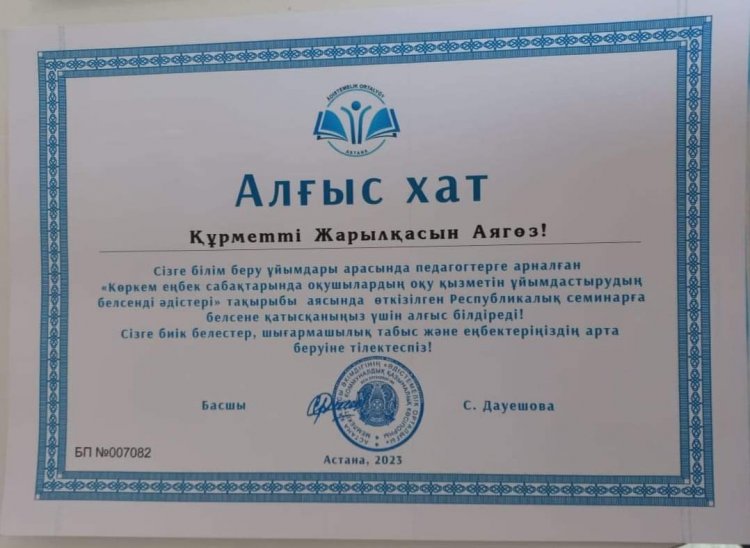 ӘДІСТЕМЕЛІК ОРТАЛЫҒЫ
АСТАНА
Алғыс хат
Құрметті Жарылқасын Аягөз!
Сізге білім беру ұйымдары арасында педагогтерге арналған
«Көркем еңбек сабақтарында оқушылардың оқу қызметін ұйымдастырудың
белсенді әдістері» тақырыбы аясында өткізілген Республикалық семинарға
белсене қатысқаныңыз үшін алғыс білдіреді!
Сізге биік белестер, шығармашылық табыс және еңбектеріңіздің арта
беруіне тілектеспіз!
Басшы
С. Дауешова
БП №007082
Астана, 2023